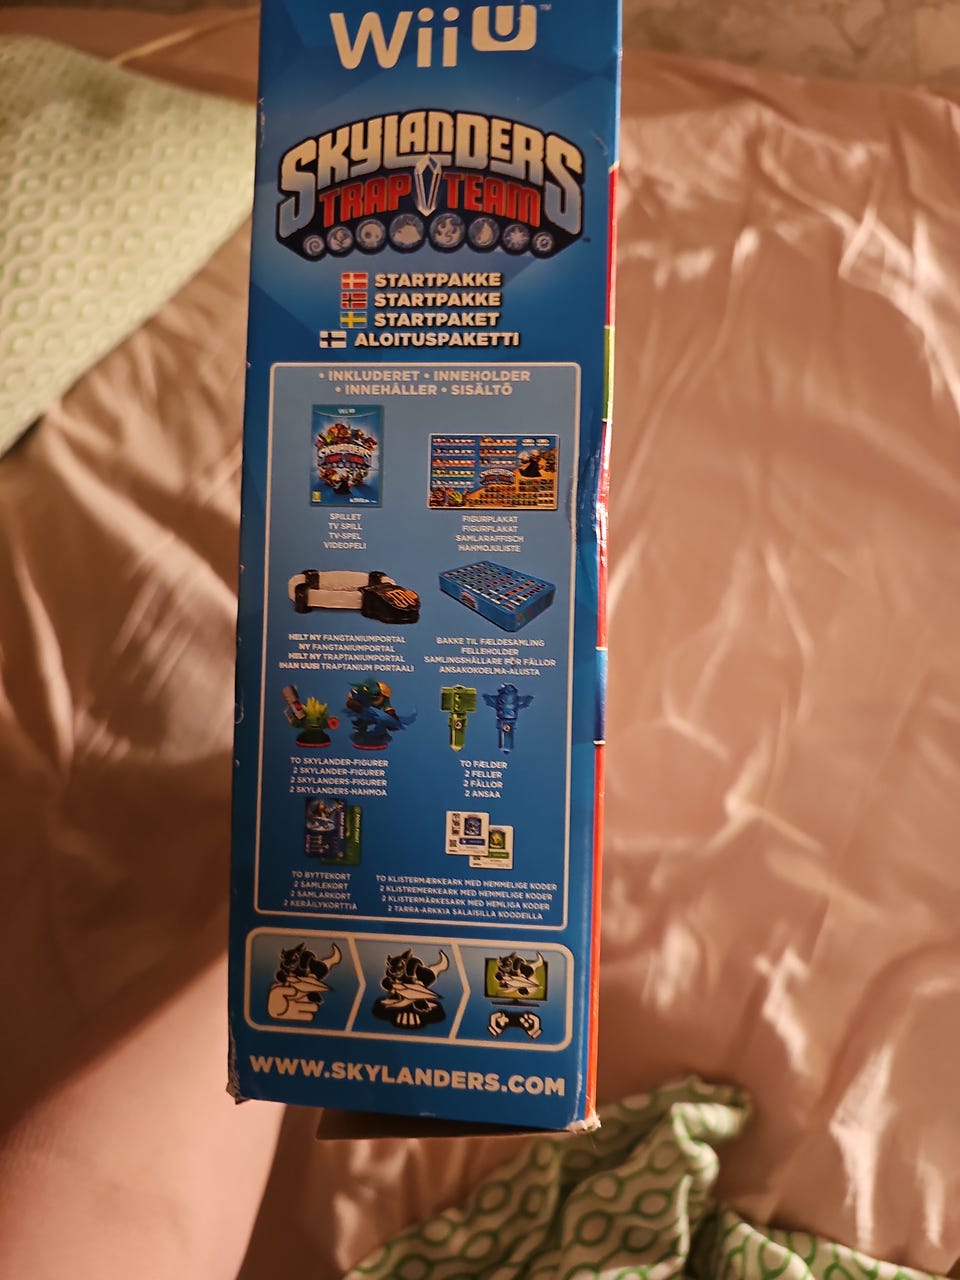 Wii U
SKYLANDERS
TRAP TEAM
STARTPAKKE
STARTPAKKE
STARTPAKET
ALOITUSPAKETTI
• INKLUDERET • INNEHOLDER
• INNEHÅLLER • SISÄLTÖ
SPILLET
TV SPILL
TV-SPEL
VIDEOPELI
FIGURPLAKAT
FIGURPLAKAT
SAMLARAFFISCH
HAHMOJULISTE
HELT NY FANGTANIUMPORTAL
NY FANGTANIUMPORTAL
HELT NY TRAPTANIUMPORTAL
IHAN UUSI TRAPTANIUM PORTAALI
BAKKE TIL FÆLDESAMLING
FELLEHOLDER
SAMLINGSHÅLLARE FÖR FÄLLOR
ANSAKOKOELMA-ALUSTA
TO SKYLANDER-FIGURER
2 SKYLANDER-FIGURER
2 SKYLANDERS-FIGURER
2 SKYLANDERS-HAHMOA
TO FÆLDER
2 FELLER
2 FÄLLOR
2 ANSAA
TO BYTTEKORT
2 SAMLEKORT
2 SAMLARKORT
2 KERÄILYKORTTIA
TO KLISTERMÆRKEARK MED HEMMELIGE KODER
2 KLISTREMERKEARK MED HEMMELIGE KODER
2 KLISTERMÄRKESARK MED HEMLIGA KODER
2 TARRA-ARKKIA SALAISILLA KOODEILLA
WWW.SKYLANDERS.COM